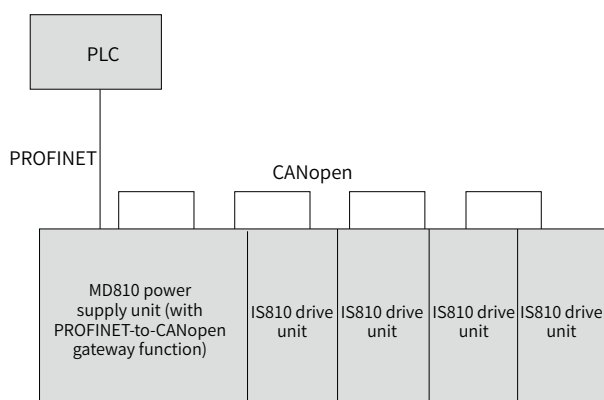 PLC
PROFINET
CANopen
MD810 power
supply unit (with
PROFINET-to-CANopen
gateway function)
IS810 drive
unit
IS810 drive
unit
IS810 drive
unit
IS810 drive
unit